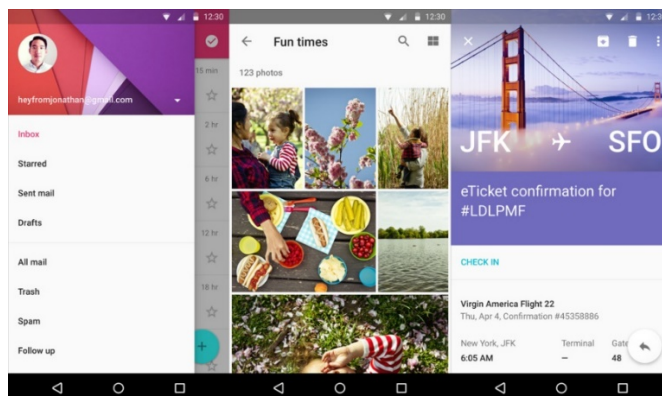 12:30
heyfromjonathan@gmail.com
Inbox
Starred
Sent mail
Drafts
All mail
Trash
Spam
Follow up
15 min
2 hr
6 hr
12 hr
18 hr
+
12:30
Fun times
123 photos
12:30
JFK SFO
eTicket confirmation for
#LDLPMF
CHECK IN
Virgin America Flight 22
Thu, Apr 4, Confirmation #45358886
New York, JFK Terminal
6:05 AM – 48